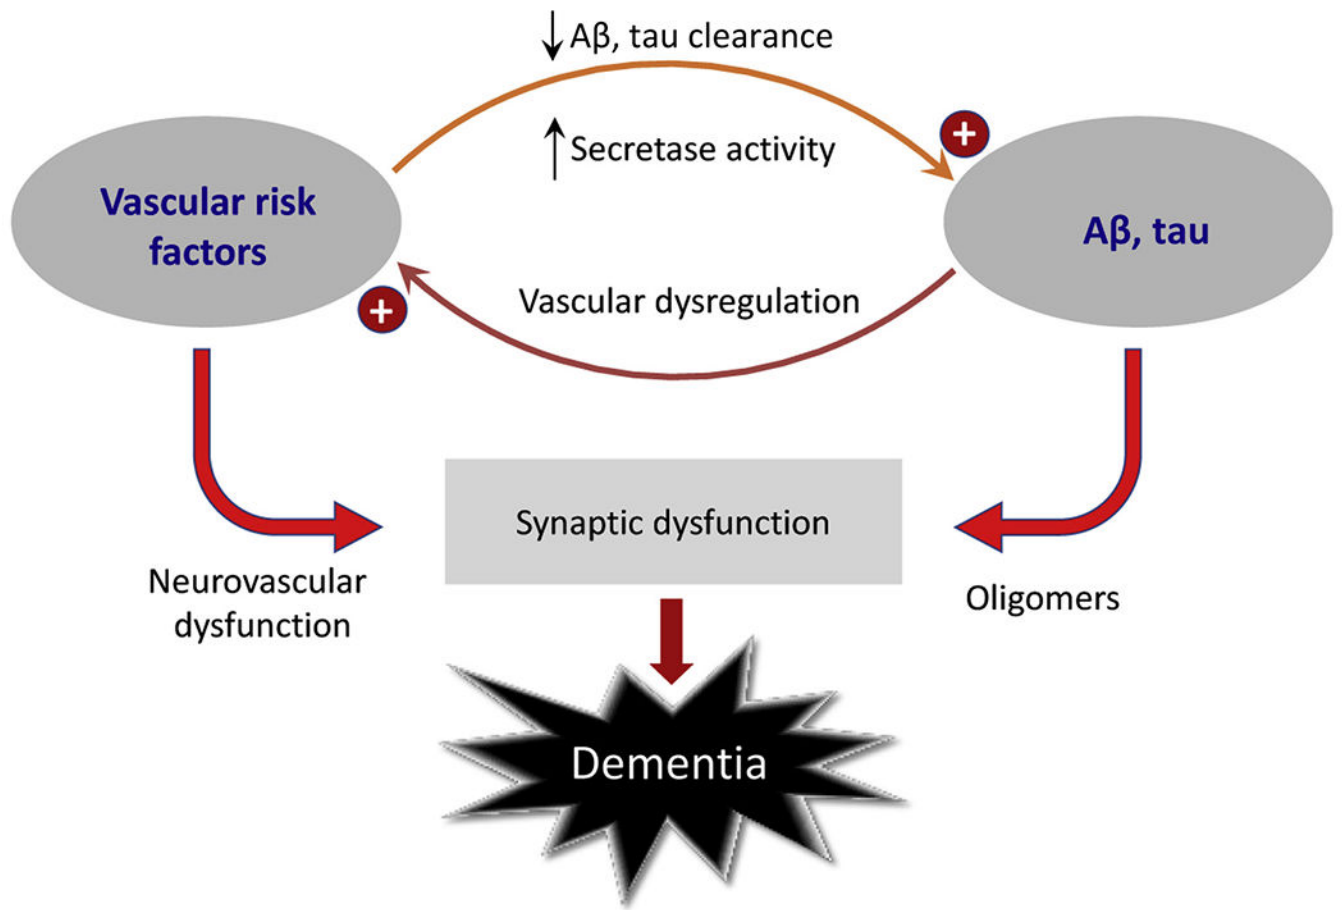 ↓ Aβ, tau clearance
+
↑ Secretase activity
Vascular risk
factors
Aβ, tau
Vascular dysregulation
+
Synaptic dysfunction
Neurovascular
dysfunction
Oligomers
Dementia